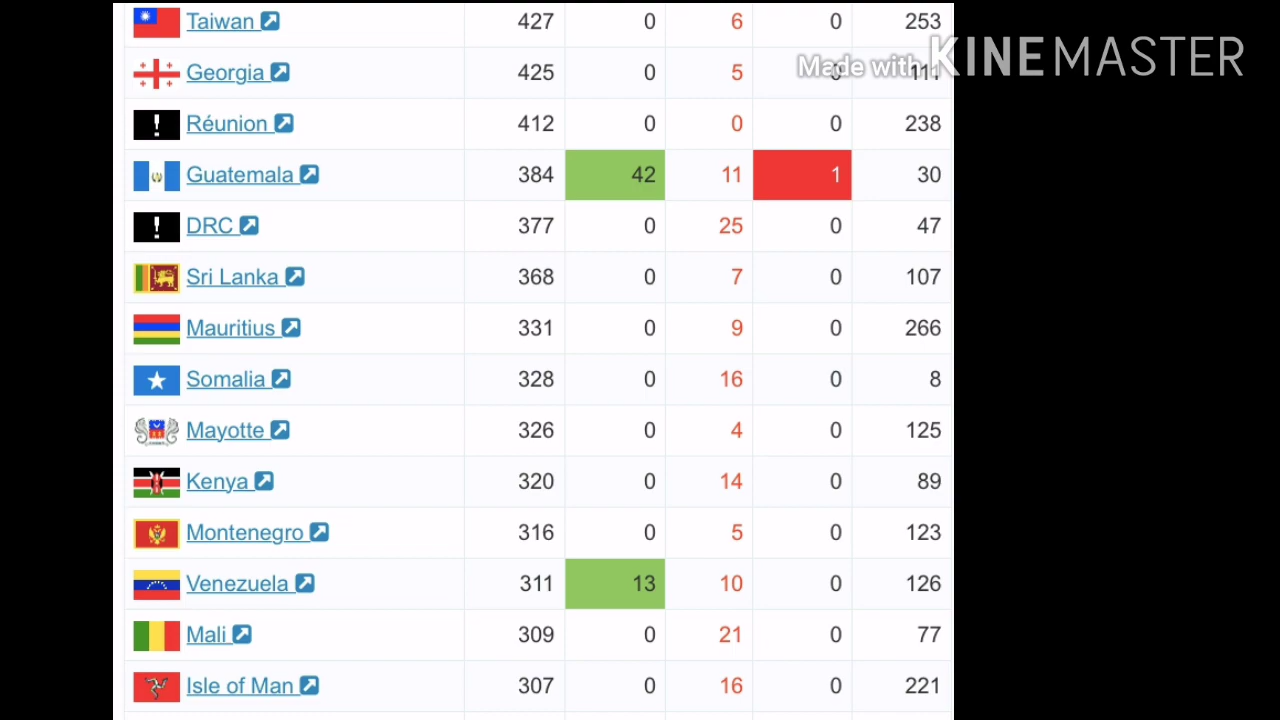 Taiwan 427 0 6 0 253
Made with KINEMASTER
Georgia 425 0 5 0 111
Réunion 412 0 0 0 238
Guatemala 384 42 11 1 30
DRC 377 0 25 0 47
Sri Lanka 368 0 7 0 107
Mauritius 331 0 9 0 266
Somalia 328 0 16 0 8
Mayotte 326 0 4 0 125
Kenya 320 0 14 0 89
Montenegro 316 0 5 0 123
Venezuela 311 13 10 0 126
Mali 309 0 21 0 77
Isle of Man 307 0 16 0 221